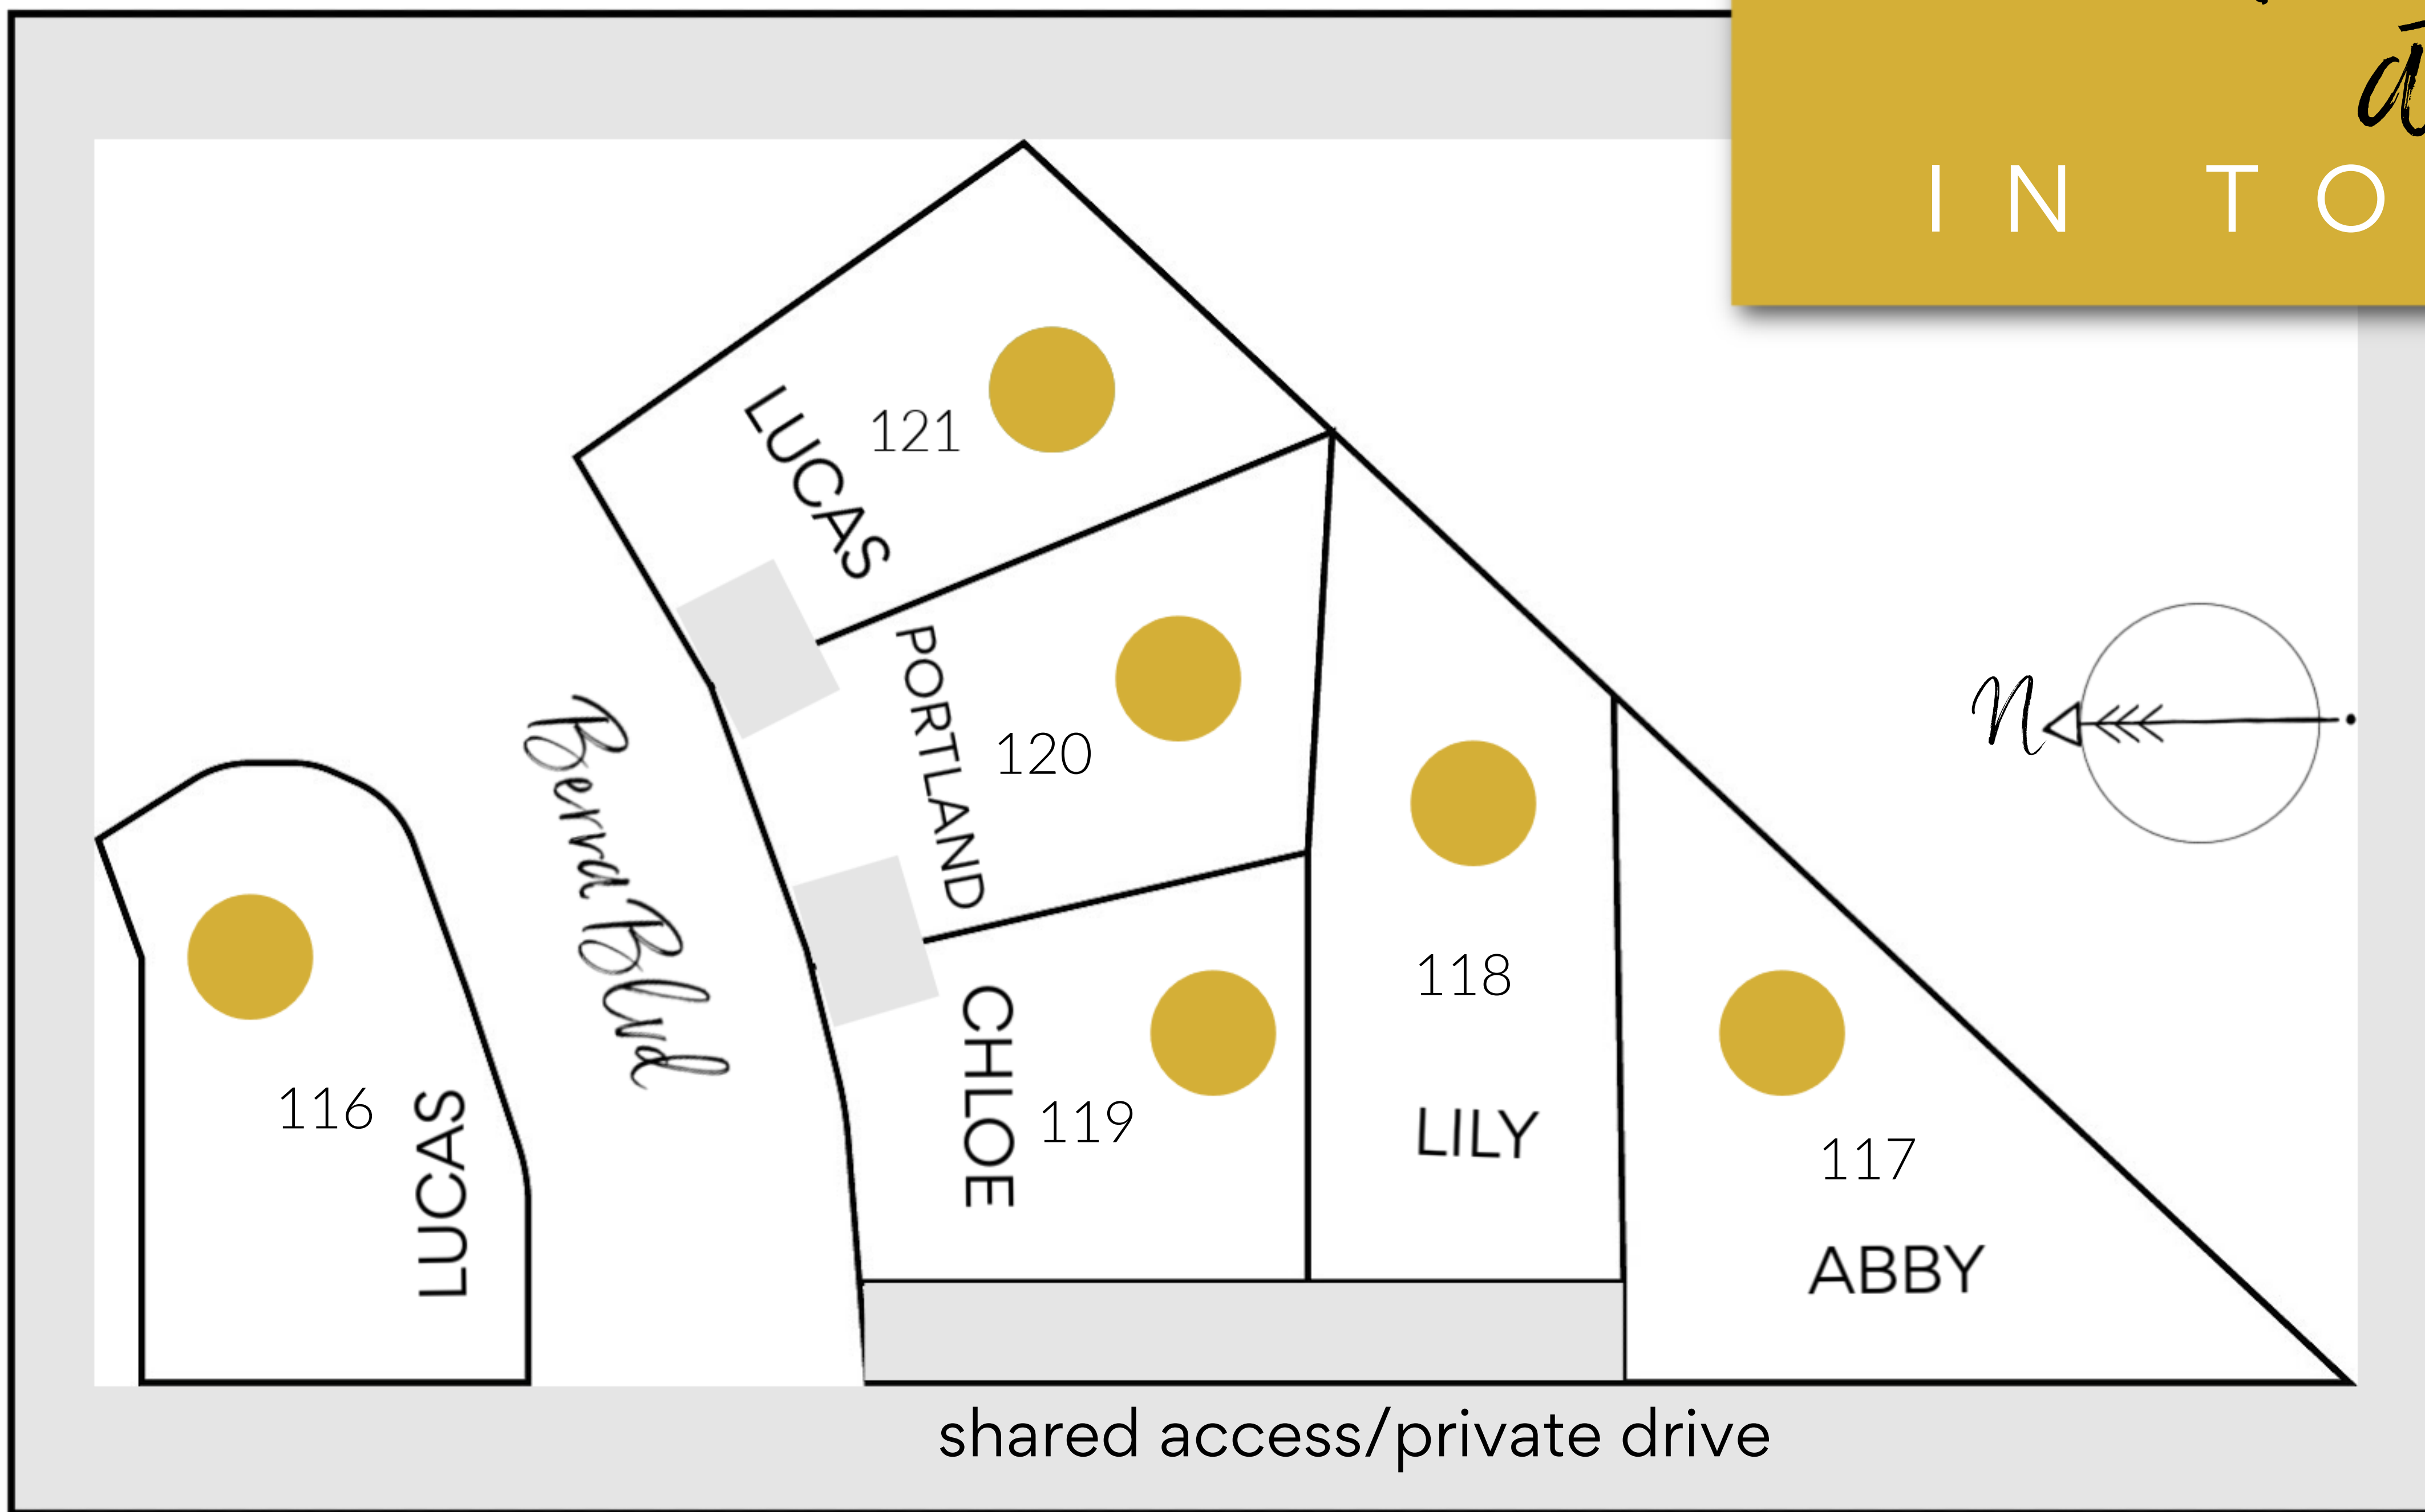 IN TO
LUCAS
121
PORTLAND
120
Bernd Blvd
118
CHLOE
119
LILY
116
LUCAS
117
ABBY
N
shared access/private drive